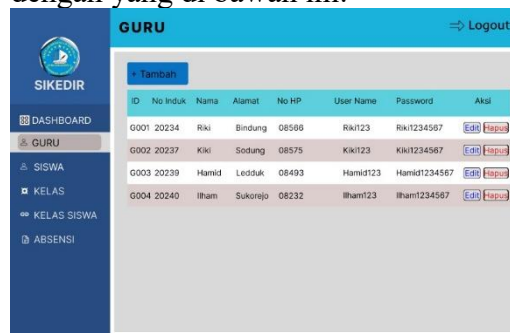 dengan yang di bawah ini:
GURU
Logout
SIKEDIR
+ Tambah
ID No Induk Nama Alamat No HP User Name Password Aksi
DASHBOARD
G001 20234 Riki Bindung 08566 Riki123 Riki1234567 Edit Hapus
GURU
G002 20237 Kiki Sodung 08575 Kiki123 Kiki1234567 Edit Hapus
SISWA
G003 20239 Hamid Ledduk 08493 Hamid123 Hamid1234567 Edit Hapus
KELAS
G004 20240 Ilham Sukorejo 08232 Ilham123 Ilham1234567 Edit Hapus
KELAS SISWA
ABSENSI